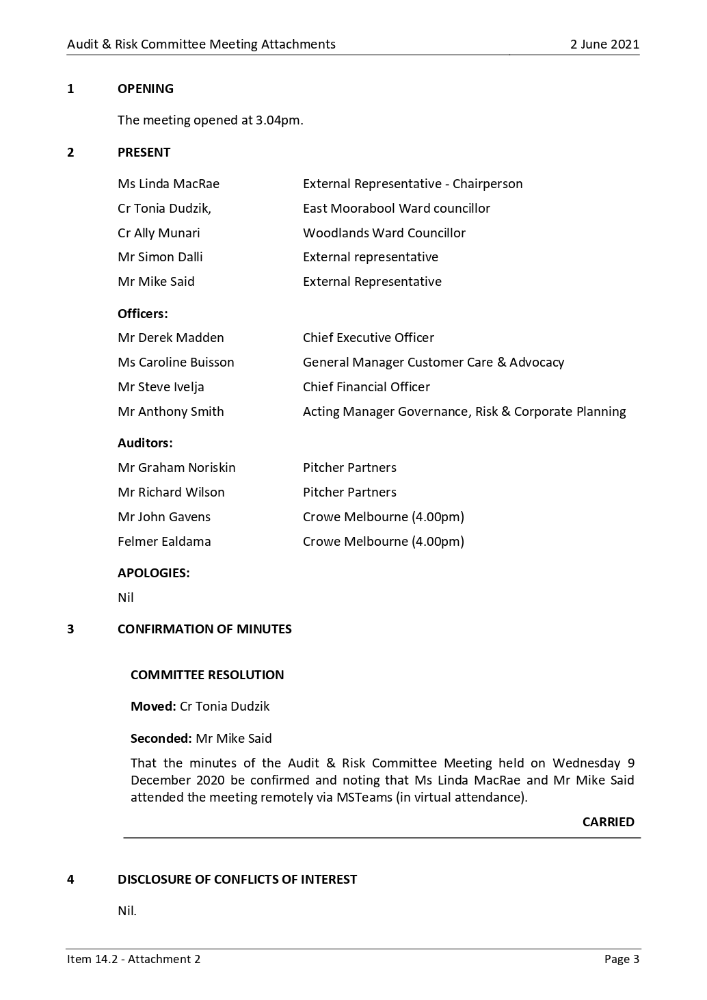 Audit & Risk Committee Meeting Attachments 2 June 2021
1 OPENING
The meeting opened at 3.04pm.
2 PRESENT
Ms Linda MacRae External Representative - Chairperson
Cr Tonia Dudzik, East Moorabool Ward councillor
Cr Ally Munari Woodlands Ward Councillor
Mr Simon Dalli External representative
Mr Mike Said External Representative
Officers:
Mr Derek Madden Chief Executive Officer
Ms Caroline Buisson General Manager Customer Care & Advocacy
Mr Steve Ivelja Chief Financial Officer
Mr Anthony Smith Acting Manager Governance, Risk & Corporate Planning
Auditors:
Mr Graham Noriskin Pitcher Partners
Mr Richard Wilson Pitcher Partners
Mr John Gavens Crowe Melbourne (4.00pm)
Felmer Ealdama Crowe Melbourne (4.00pm)
APOLOGIES:
Nil
3 CONFIRMATION OF MINUTES
COMMITTEE RESOLUTION
Moved: Cr Tonia Dudzik
Seconded: Mr Mike Said
That the minutes of the Audit & Risk Committee Meeting held on Wednesday 9
December 2020 be confirmed and noting that Ms Linda MacRae and Mr Mike Said
attended the meeting remotely via MSTeams (in virtual attendance).
CARRIED
4 DISCLOSURE OF CONFLICTS OF INTEREST
Nil.
Item 14.2 - Attachment 2 Page 3